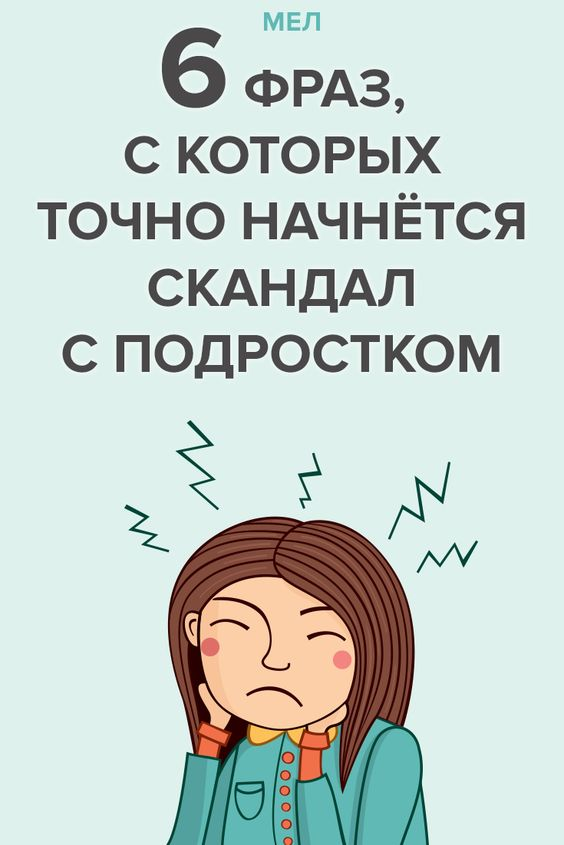 МЕЛ
6 ФРАЗ,
С КОТОРЫХ
ТОЧНО НАЧНЁТСЯ
СКАНДАЛ
С ПОДРОСТКОМ